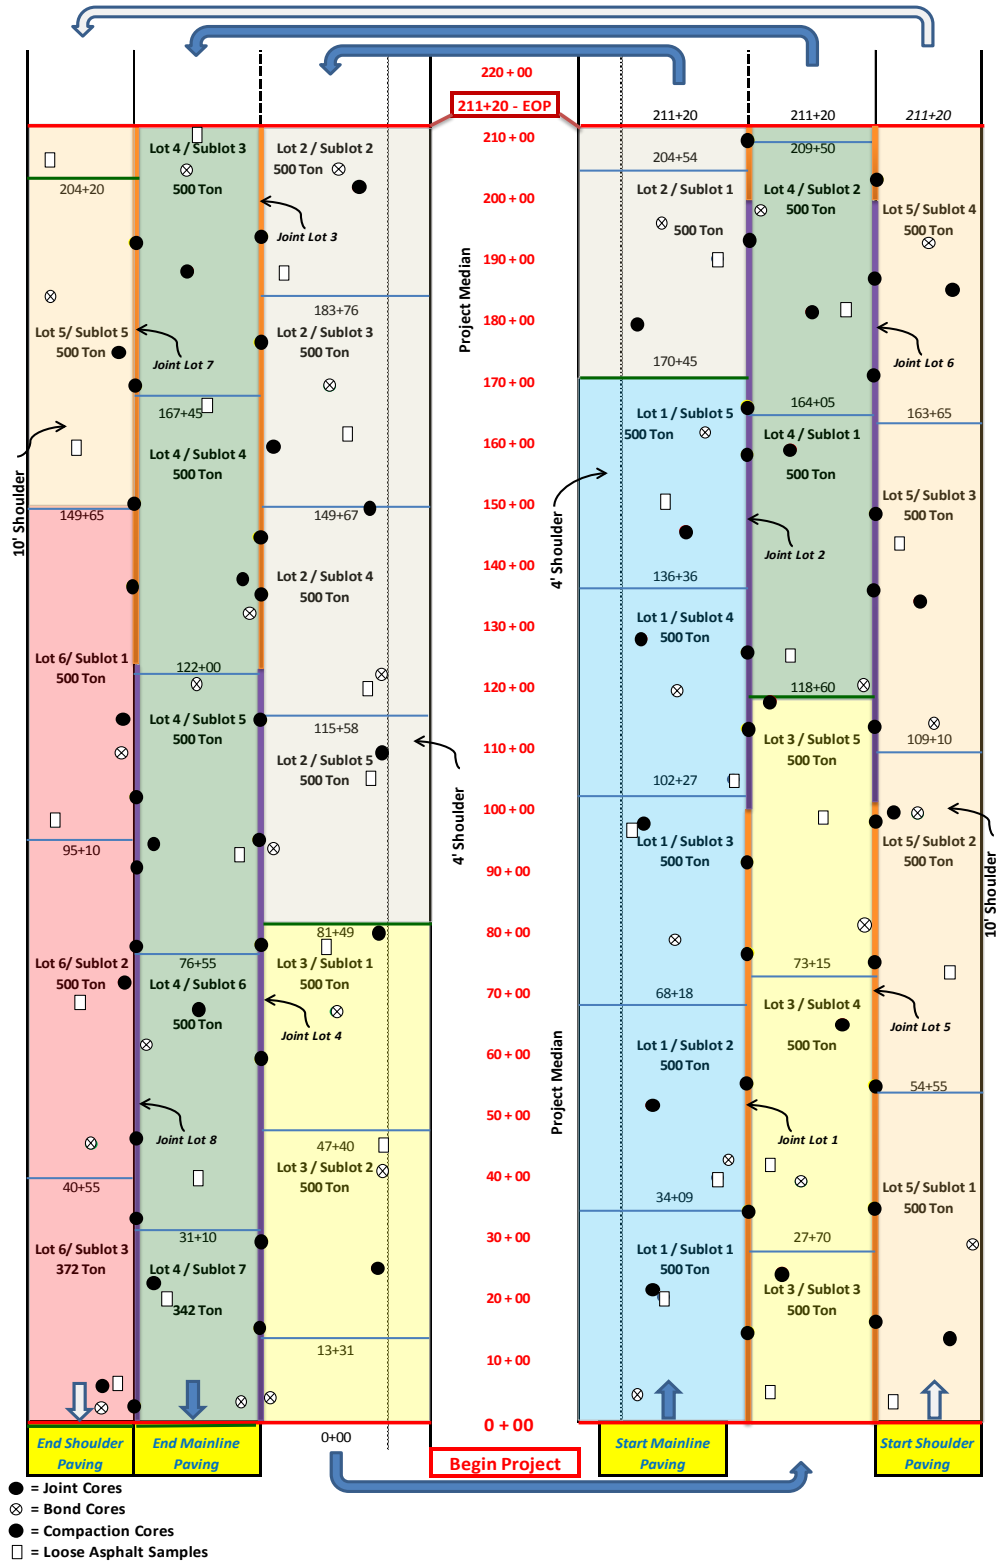 220 + 00
211+20 - EOP
211+20
211+20
211+20
210 + 00
Lot 4 / Sublot 3
500 Ton
Lot 2 / Sublot 2
500 Ton
209+50
204+54
204+20
Lot 2 / Sublot 1
500 Ton
Lot 4 / Sublot 2
500 Ton
200 + 00
Lot 5/ Sublot 4
500 Ton
Joint Lot 3
190 + 00
Project Median
183+76
180 + 00
Lot 5/ Sublot 5
500 Ton
Lot 2 / Sublot 3
500 Ton
Joint Lot 7
Joint Lot 6
170+45
170 + 00
167+45
164+05
163+65
Lot 1 / Sublot 5
500 Ton
Lot 4 / Sublot 1
500 Ton
160 + 00
Lot 4 / Sublot 4
500 Ton
10' Shoulder
150 + 00
149+65
149+67
Lot 5/ Sublot 3
500 Ton
4' Shoulder
Joint Lot 2
140 + 00
Lot 2 / Sublot 4
500 Ton
136+36
130 + 00
Lot 1 / Sublot 4
500 Ton
Lot 6/ Sublot 1
500 Ton
122+00
120 + 00
118+60
Lot 4 / Sublot 5
500 Ton
115+58
Lot 3 / Sublot 5
500 Ton
110 + 00
109+10
Lot 2 / Sublot 5
500 Ton
102+27
100 + 00
4' Shoulder
95+10
Lot 1 / Sublot 3
500 Ton
Lot 5/ Sublot 2
500 Ton
10' Shoulder
90 + 00
81+49
80 + 00
76+55
73+15
Lot 6/ Sublot 2
500 Ton
Lot 4 / Sublot 6
500 Ton
Lot 3 / Sublot 1
500 Ton
70 + 00
68+18
Lot 3 / Sublot 4
500 Ton
Joint Lot 4
Joint Lot 5
60 + 00
Project Median
Lot 1 / Sublot 2
500 Ton
54+55
50 + 00
47+40
Joint Lot 8
Joint Lot 1
Lot 3 / Sublot 2
500 Ton
40+55
40 + 00
34+09
Lot 5/ Sublot 1
500 Ton
31+10
30 + 00
27+70
Lot 6/ Sublot 3
372 Ton
Lot 4 / Sublot 7
342 Ton
Lot 1 / Sublot 1
500 Ton
Lot 3 / Sublot 3
500 Ton
20 + 00
13+31
10 + 00
0 + 00
0+00
End Shoulder
Paving
End Mainline
Paving
Begin Project
Start Mainline
Paving
Start Shoulder
Paving
= Joint Cores
= Bond Cores
= Compaction Cores
= Loose Asphalt Samples